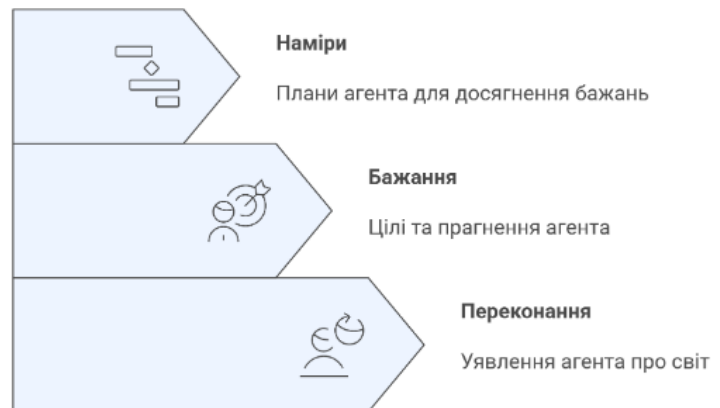 Наміри
Плани агента для досягнення бажань
Бажання
Цілі та прагнення агента
Переконання
Уявлення агента про світ